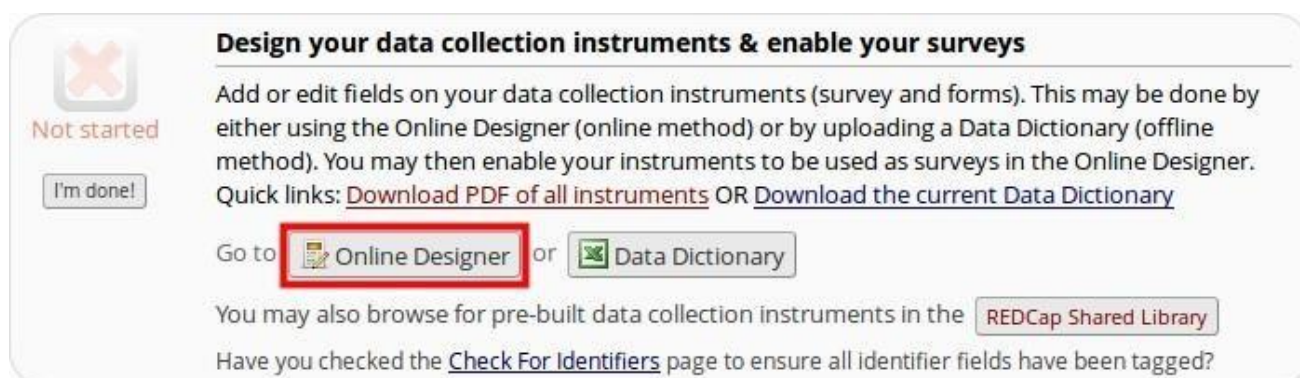 Design your data collection instruments & enable your surveys
Add or edit fields on your data collection instruments (survey and forms). This may be done by
either using the Online Designer (online method) or by uploading a Data Dictionary (offline
method). You may then enable your instruments to be used as surveys in the Online Designer.
Quick links: Download PDF of all instruments OR Download the current Data Dictionary
Not started
I'm done!
Go to Online Designer or Data Dictionary
You may also browse for pre-built data collection instruments in the REDCap Shared Library
Have you checked the Check For Identifiers page to ensure all identifier fields have been tagged?